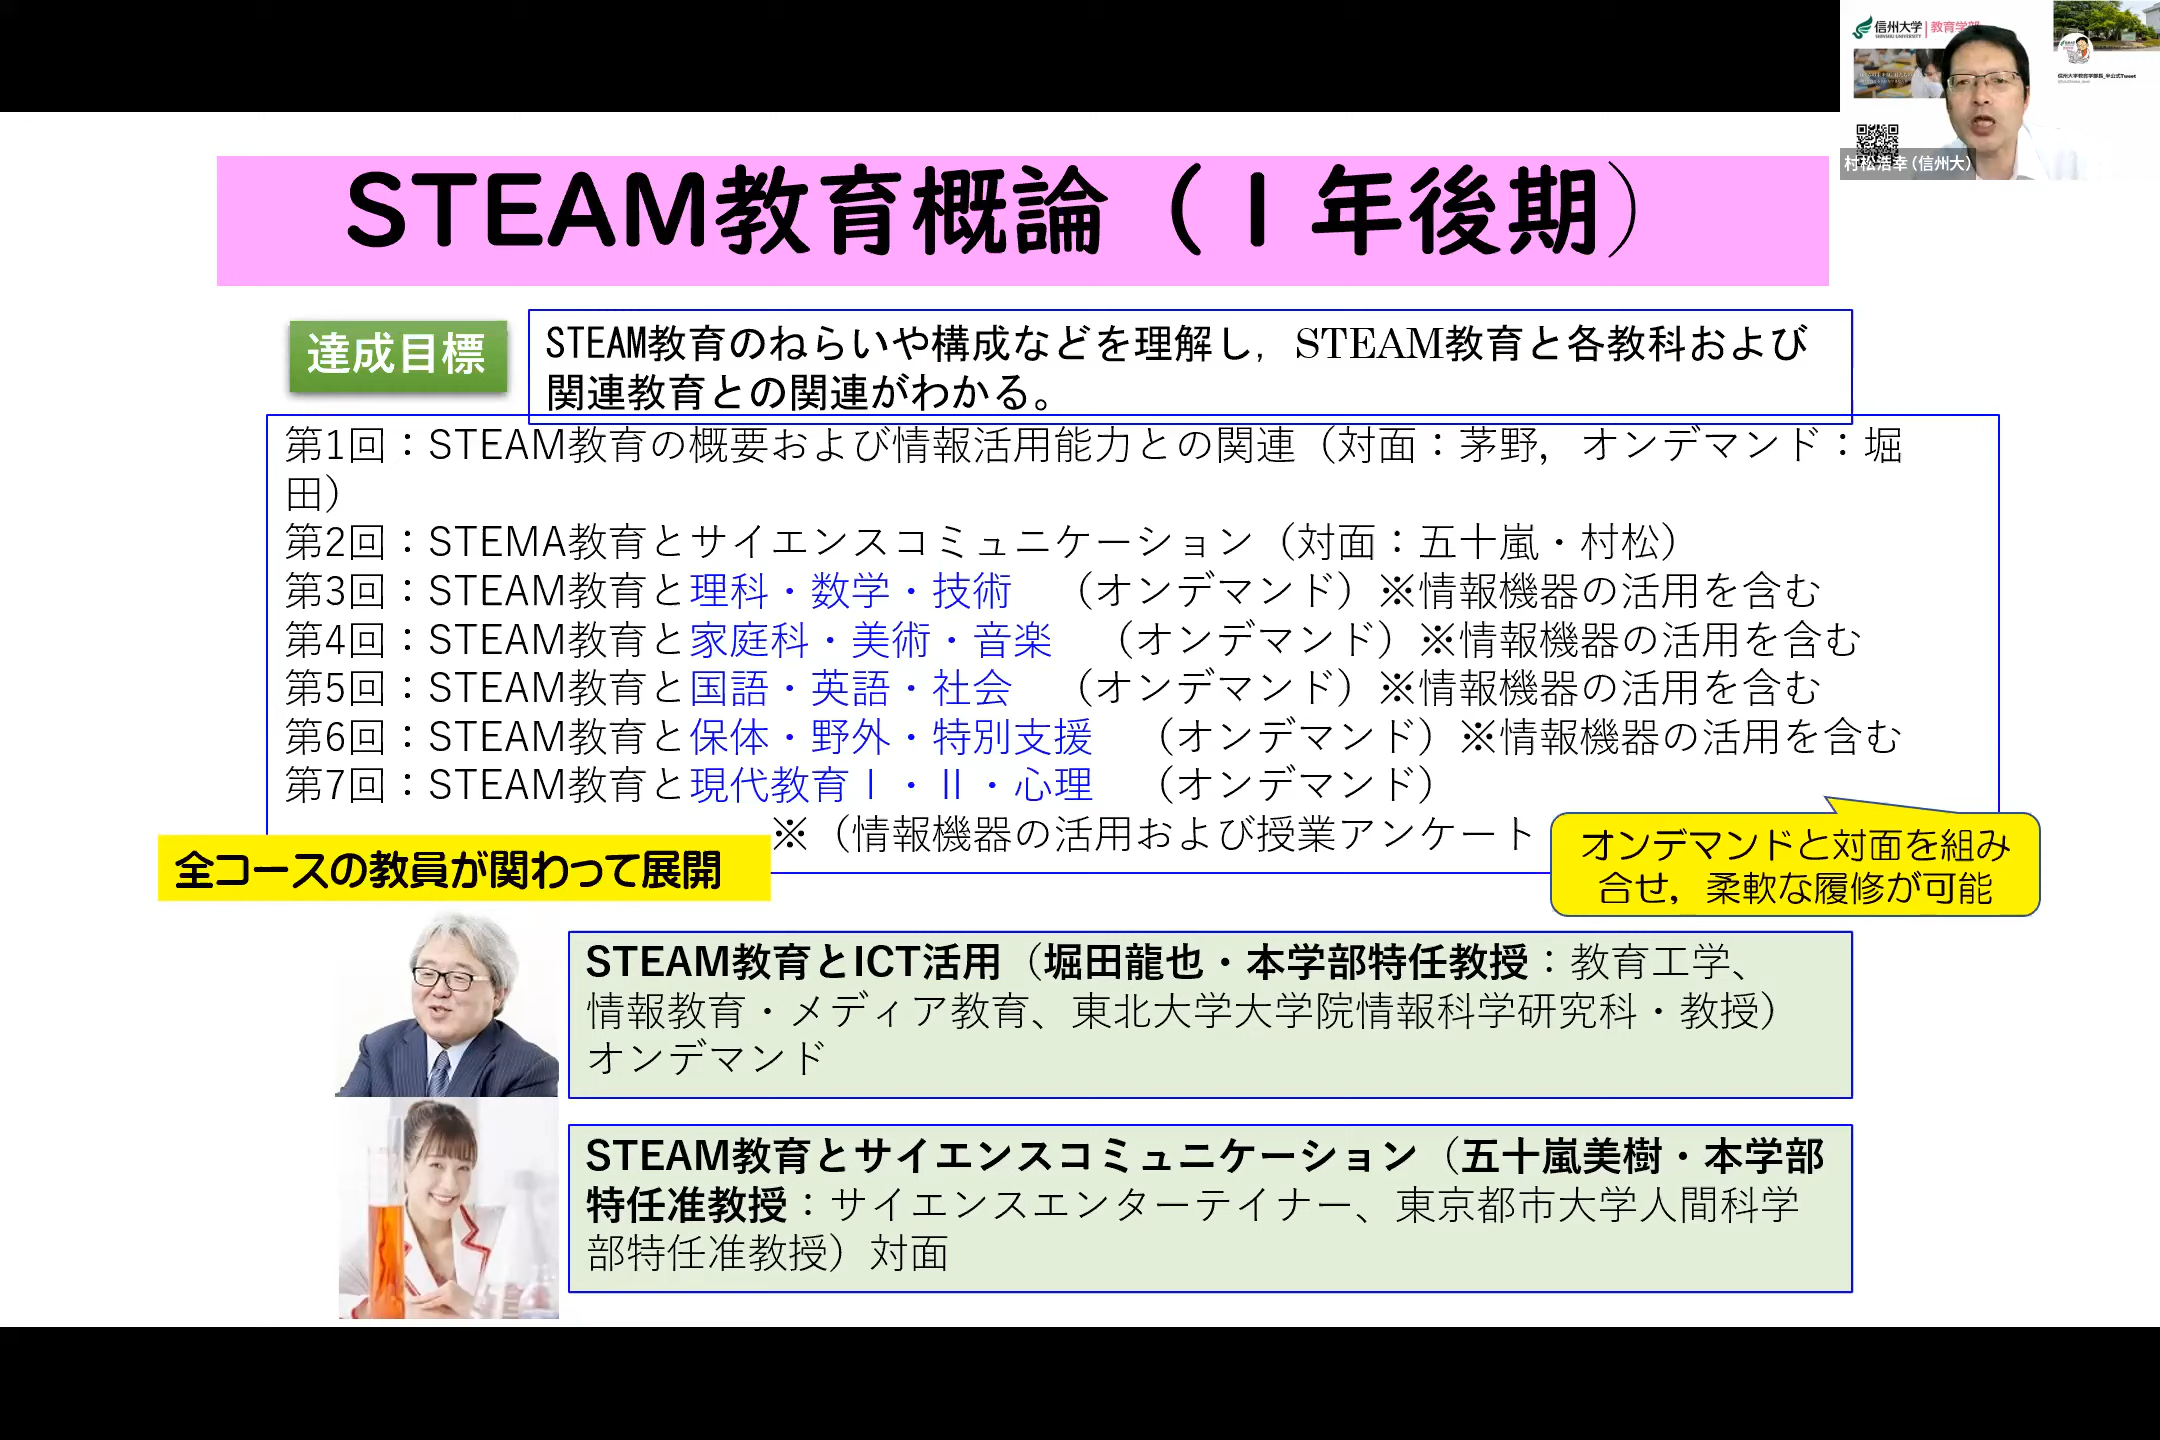 信州大学 | 教育学部
SHINSHU UNIVERSITY
信州大学教育学部長_半公式Tweet
村松浩幸（信州大）
STEAM教育概論（１年後期）
達成目標
STEAM教育のねらいや構成などを理解し，STEAM教育と各教科および
関連教育との関連がわかる。
第1回：STEAM教育の概要および情報活用能力との関連（対面：茅野，オンデマンド：堀
田）
第2回：STEMA教育とサイエンスコミュニケーション（対面：五十嵐・村松）
第3回：STEAM教育と理科・数学・技術　（オンデマンド）※情報機器の活用を含む
第4回：STEAM教育と家庭科・美術・音楽　（オンデマンド）※情報機器の活用を含む
第5回：STEAM教育と国語・英語・社会　（オンデマンド）※情報機器の活用を含む
第6回：STEAM教育と保体・野外・特別支援　（オンデマンド）※情報機器の活用を含む
第7回：STEAM教育と現代教育Ⅰ・Ⅱ・心理　（オンデマンド）
※（情報機器の活用および授業アンケート
全コースの教員が関わって展開
オンデマンドと対面を組み
合せ，柔軟な履修が可能
STEAM教育とICT活用（堀田龍也・本学部特任教授：教育工学、
情報教育・メディア教育、東北大学大学院情報科学研究科・教授）
オンデマンド
STEAM教育とサイエンスコミュニケーション（五十嵐美樹・本学部
特任准教授：サイエンスエンターテイナー、東京都市大学人間科学
部特任准教授）対面